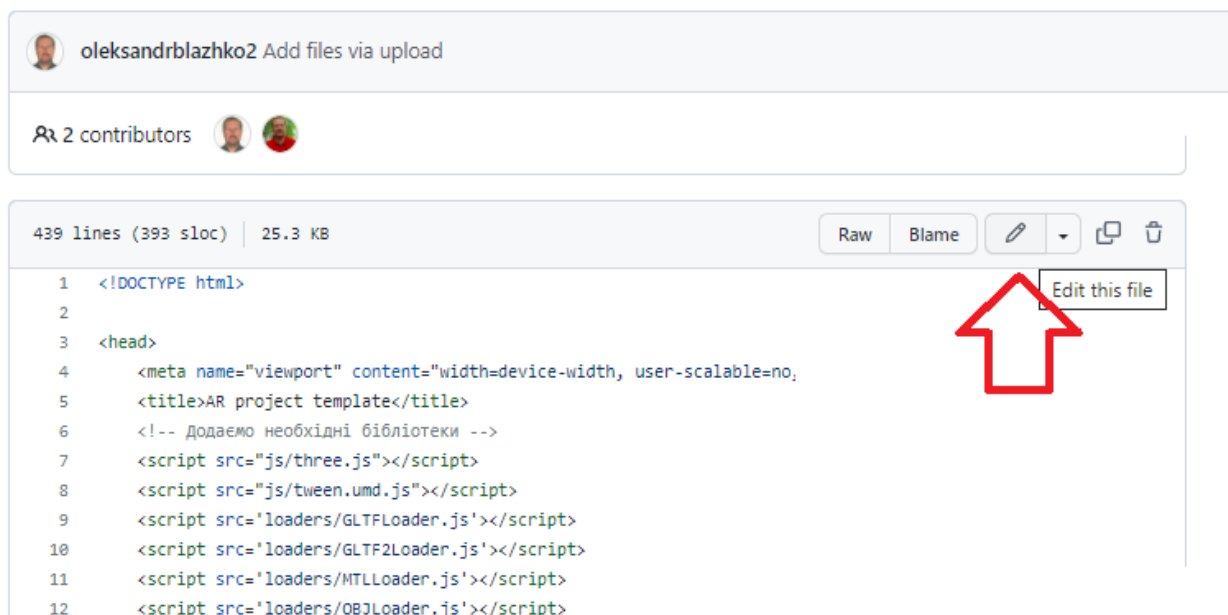 oleksandrblazhko2 Add files via upload
2 contributors
439 lines (393 sloc) 25.3 KB Raw Blame
Edit this file
1 <!DOCTYPE html>
2
3 <head>
4 <meta name="viewport" content="width=device-width, user-scalable=no,
5 <title>AR project template</title>
6 <!-- Додаємо необхідні бібліотеки -->
7 <script src="js/three.js"></script>
8 <script src="js/tween.umd.js"></script>
9 <script src='loaders/GLTFLoader.js'></script>
10 <script src='loaders/GLTF2Loader.js'></script>
11 <script src='loaders/MTLLoader.js'></script>
12 <script src='loaders/OBJLoader.js'></script>